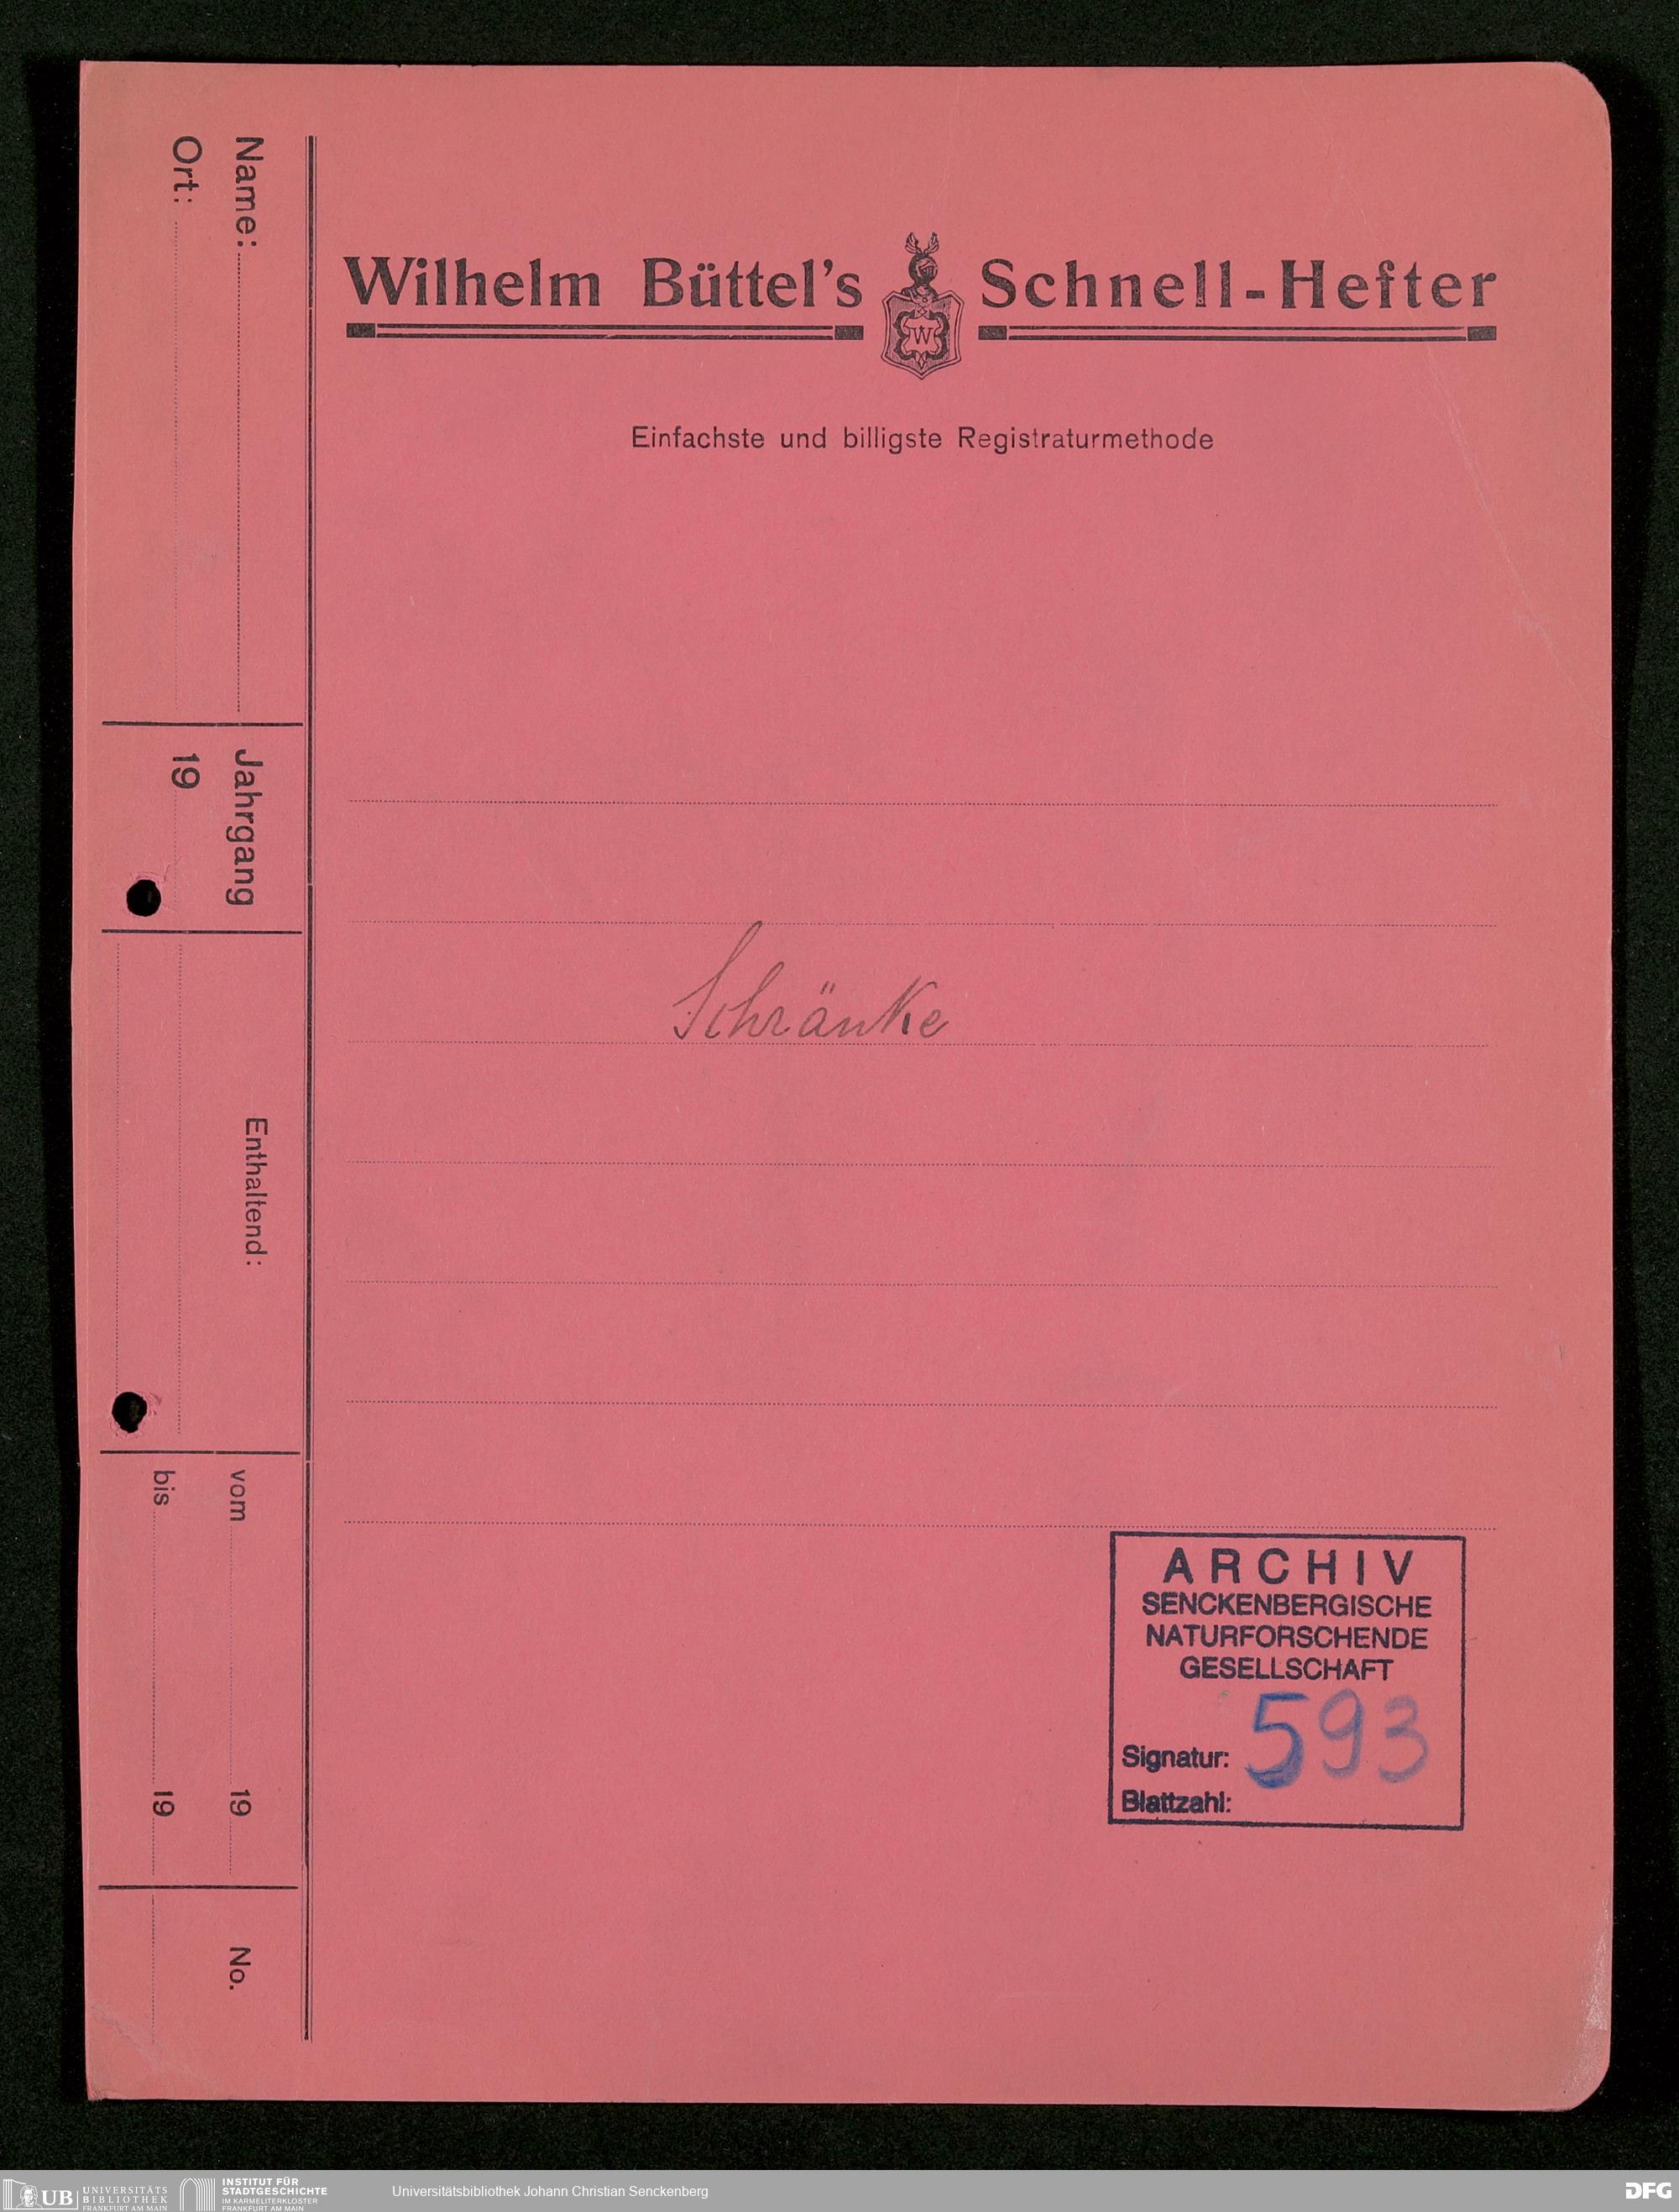 Name:
Ort:
Jahrgang
19
Enthaltend:
vom 19
bis 19
No.
Wilhelm Büttel's Schnell-Hefter
W
Einfachste und billigste Registraturmethode
Schränke
ARCHIV
SENCKENBERGISCHE
NATURFORSCHENDE
GESELLSCHAFT
Signatur: 593
Blattzahl:
UB UNIVERSITÄTS
BIBLIOTHEK
FRANKFURT AM MAIN
INSTITUT FÜR
STADTGESCHICHTE
IM KARMELITERKLOSTER
FRANKFURT AM MAIN
Universitätsbibliothek Johann Christian Senckenberg
DFG